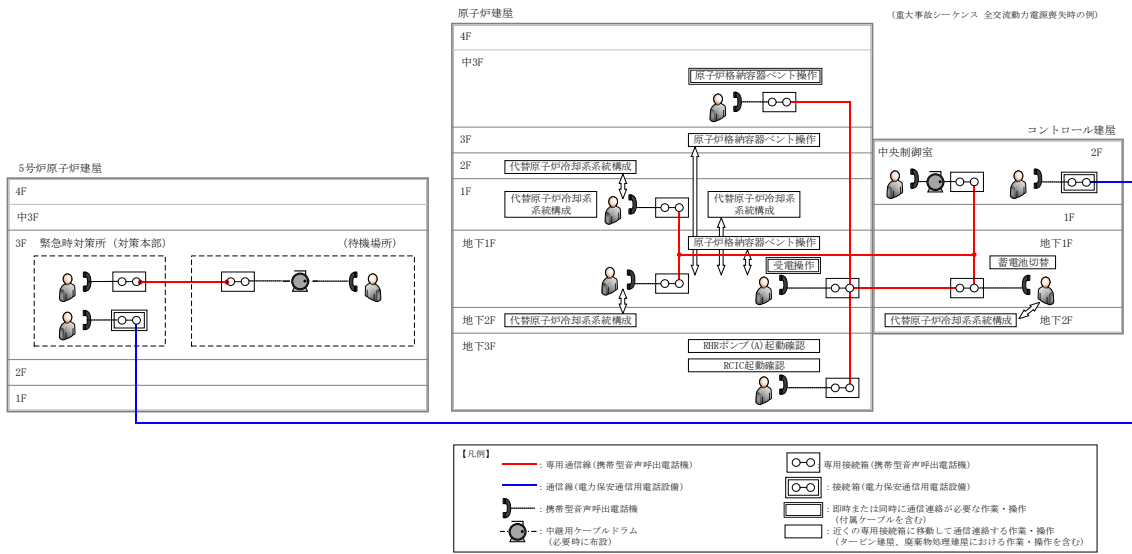 原子炉建屋
(重大事故シーケンス 全交流動力電源喪失時の例)
4F
中3F
原子炉格納容器ベント操作
3F
原子炉格納容器ベント操作
2F
代替原子炉冷却系系統構成
1F
代替原子炉冷却系
系統構成
代替原子炉冷却系
系統構成
地下1F
原子炉格納容器ベント操作
受電操作
地下2F
代替原子炉冷却系系統構成
地下3F
RHRポンプ(A)起動確認
RCIC起動確認
コントロール建屋
中央制御室
2F
1F
地下1F
蓄電池切替
代替原子炉冷却系系統構成
地下2F
5号炉原子炉建屋
4F
中3F
3F
緊急時対策所(対策本部)
(待機場所)
2F
1F
【凡例】
:専用通信線(携帯型音声呼出電話機)
:通信線(電力保安通信用電話設備)
:携帯型音声呼出電話機
:中継用ケーブルドラム
(必要時に布設)
:専用接続箱(携帯型音声呼出電話機)
:接続箱(電力保安通信用電話設備)
:即時または同時に通信連絡が必要な作業・操作
(付属ケーブルを含む)
:近くの専用接続箱に移動して通信連絡する作業・操作
(タービン建屋、廃棄物処理建屋における作業・操作を含む)